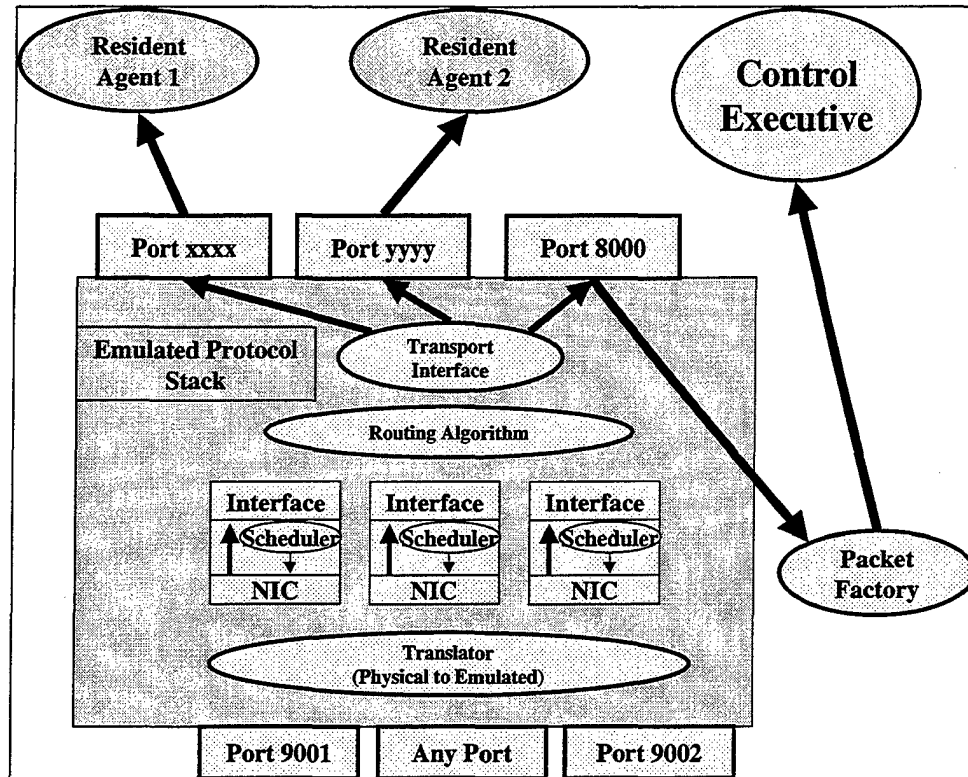 Resident
Agent 1
Resident
Agent 2
Control
Executive
Port xxxx
Port yyyy
Port 8000
Emulated Protocol
Stack
Transport
Interface
Routing Algorithm
Interface
Scheduler
NIC
Interface
Scheduler
NIC
Interface
Scheduler
NIC
Packet
Factory
Translator
(Physical to Emulated)
Port 9001
Any Port
Port 9002